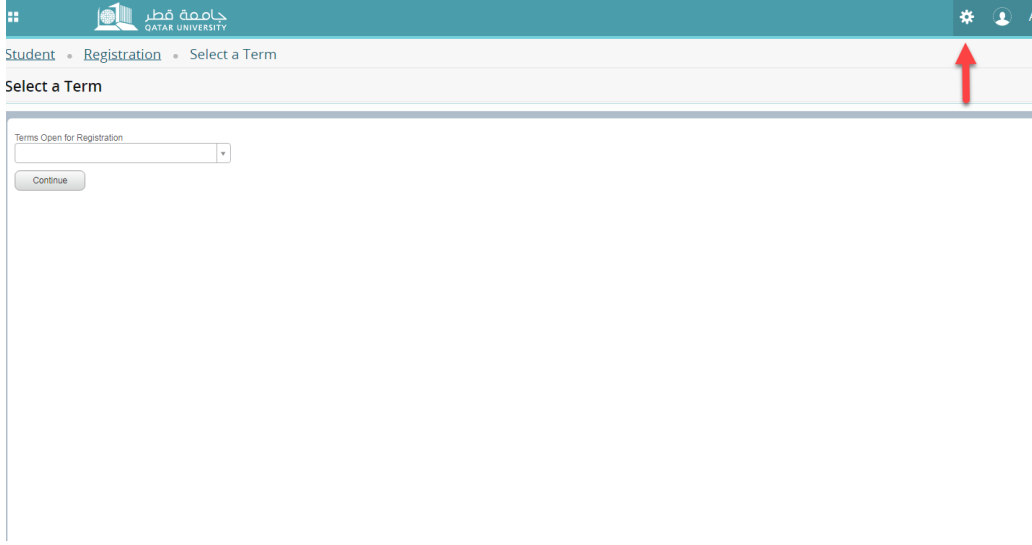 جامعة قطر
QATAR UNIVERSITY
Student • Registration • Select a Term
Select a Term
Terms Open for Registration
Continue